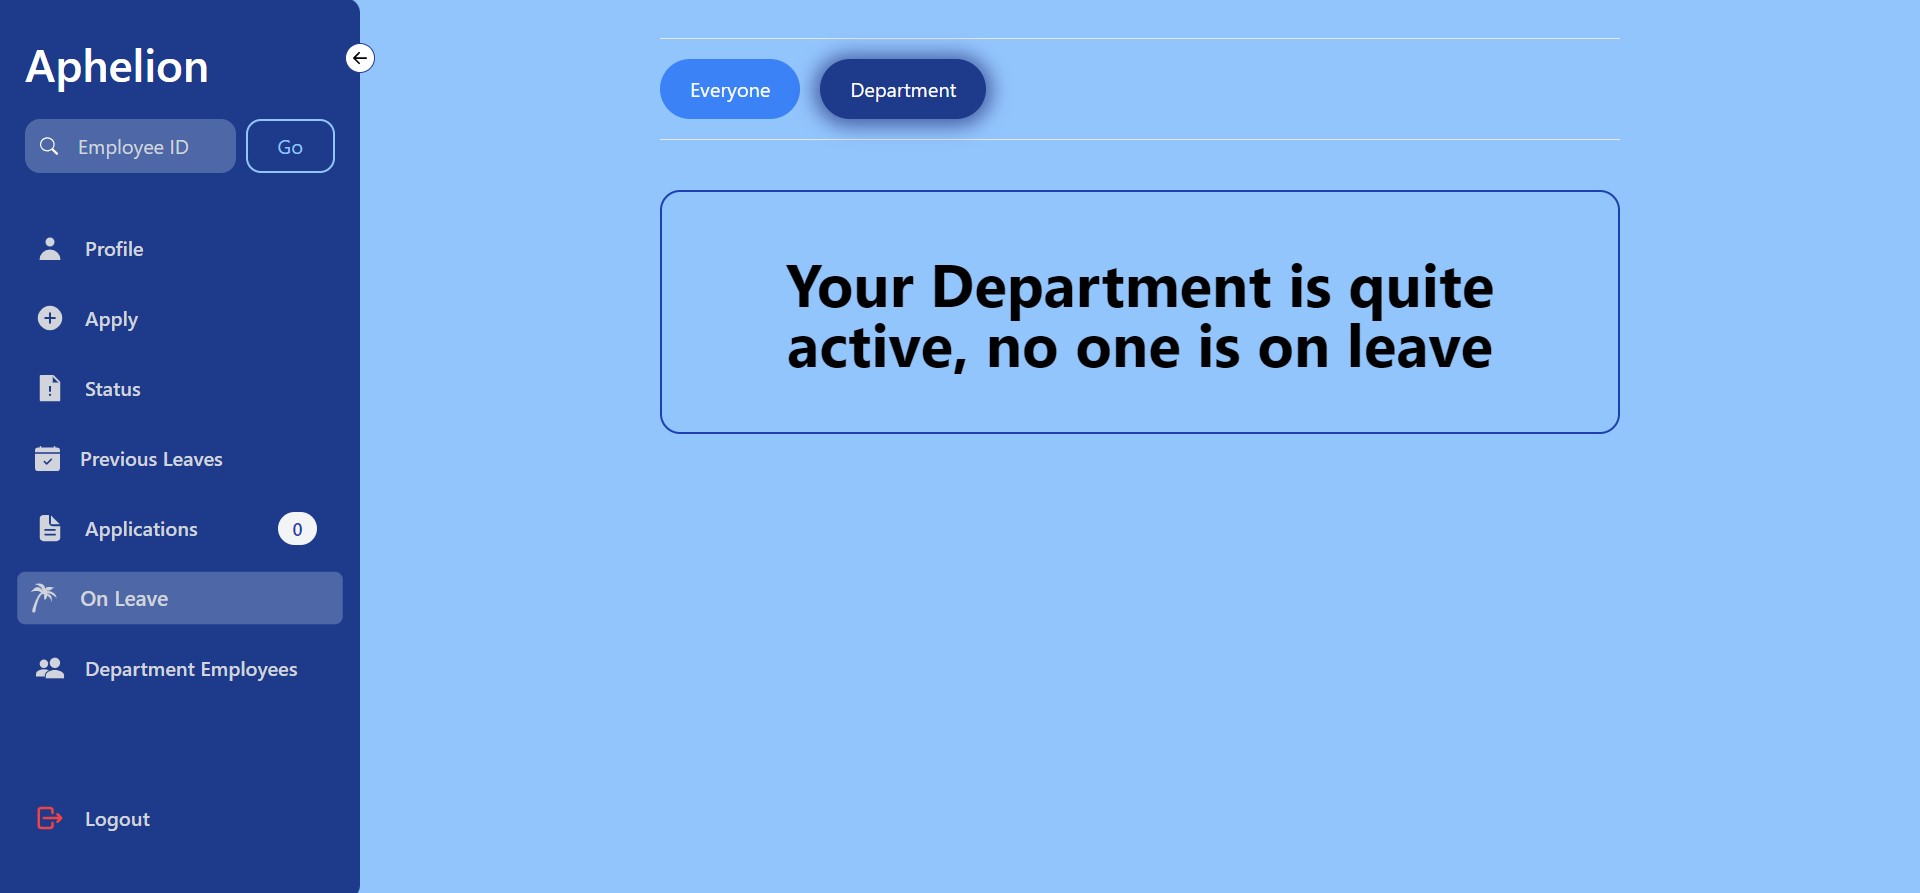 Aphelion
Employee ID
Go
Profile
Apply
Status
Previous Leaves
Applications
0
On Leave
Department Employees
Logout
Everyone
Department
Your Department is quite
active, no one is on leave